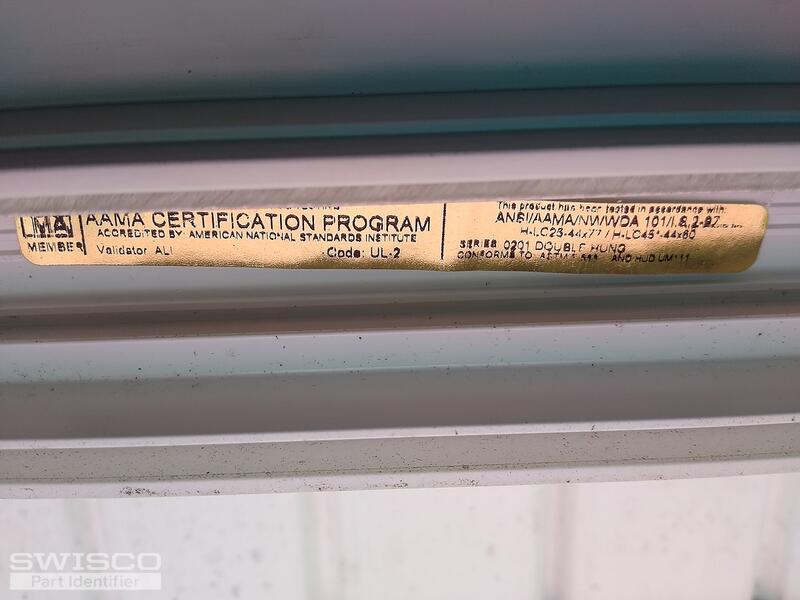 AAMA CERTIFICATION PROGRAM
ACCREDITED BY AMERICAN NATIONAL STANDARDS INSTITUTE
MEMBER
Validator ALI
Code: UL-2
This product has been tested in accordance with:
ANSI/AAMA/NWWDA 101/I.S.2-97
H-LC25-44x77 / H-LC45*-44x60
SERIES 0201 DOUBLE HUNG
CONFORMS TO ASTM AND HUD UM111
SWISCO
Part Identifier